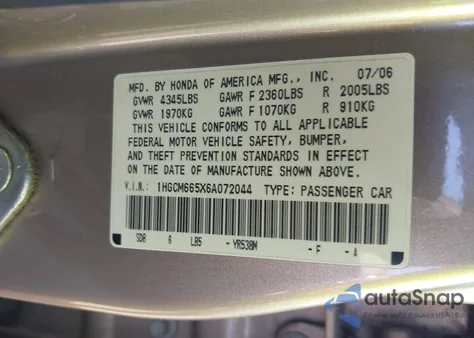 MFD. BY HONDA OF AMERICA MFG., INC. 07/06
GVWR 4345LBS GAWR F 2360LBS R 2005LBS
GVWR 1970KG GAWR F 1070KG R 910KG
THIS VEHICLE CONFORMS TO ALL APPLICABLE
FEDERAL MOTOR VEHICLE SAFETY, BUMPER,
AND THEFT PREVENTION STANDARDS IN EFFECT
ON THE DATE OF MANUFACTURE SHOWN ABOVE.
V.I.N.: 1HGCM665X6A072044 TYPE: PASSENGER CAR
SD8 6 LB5 - YR538M - F - A
autoSnap